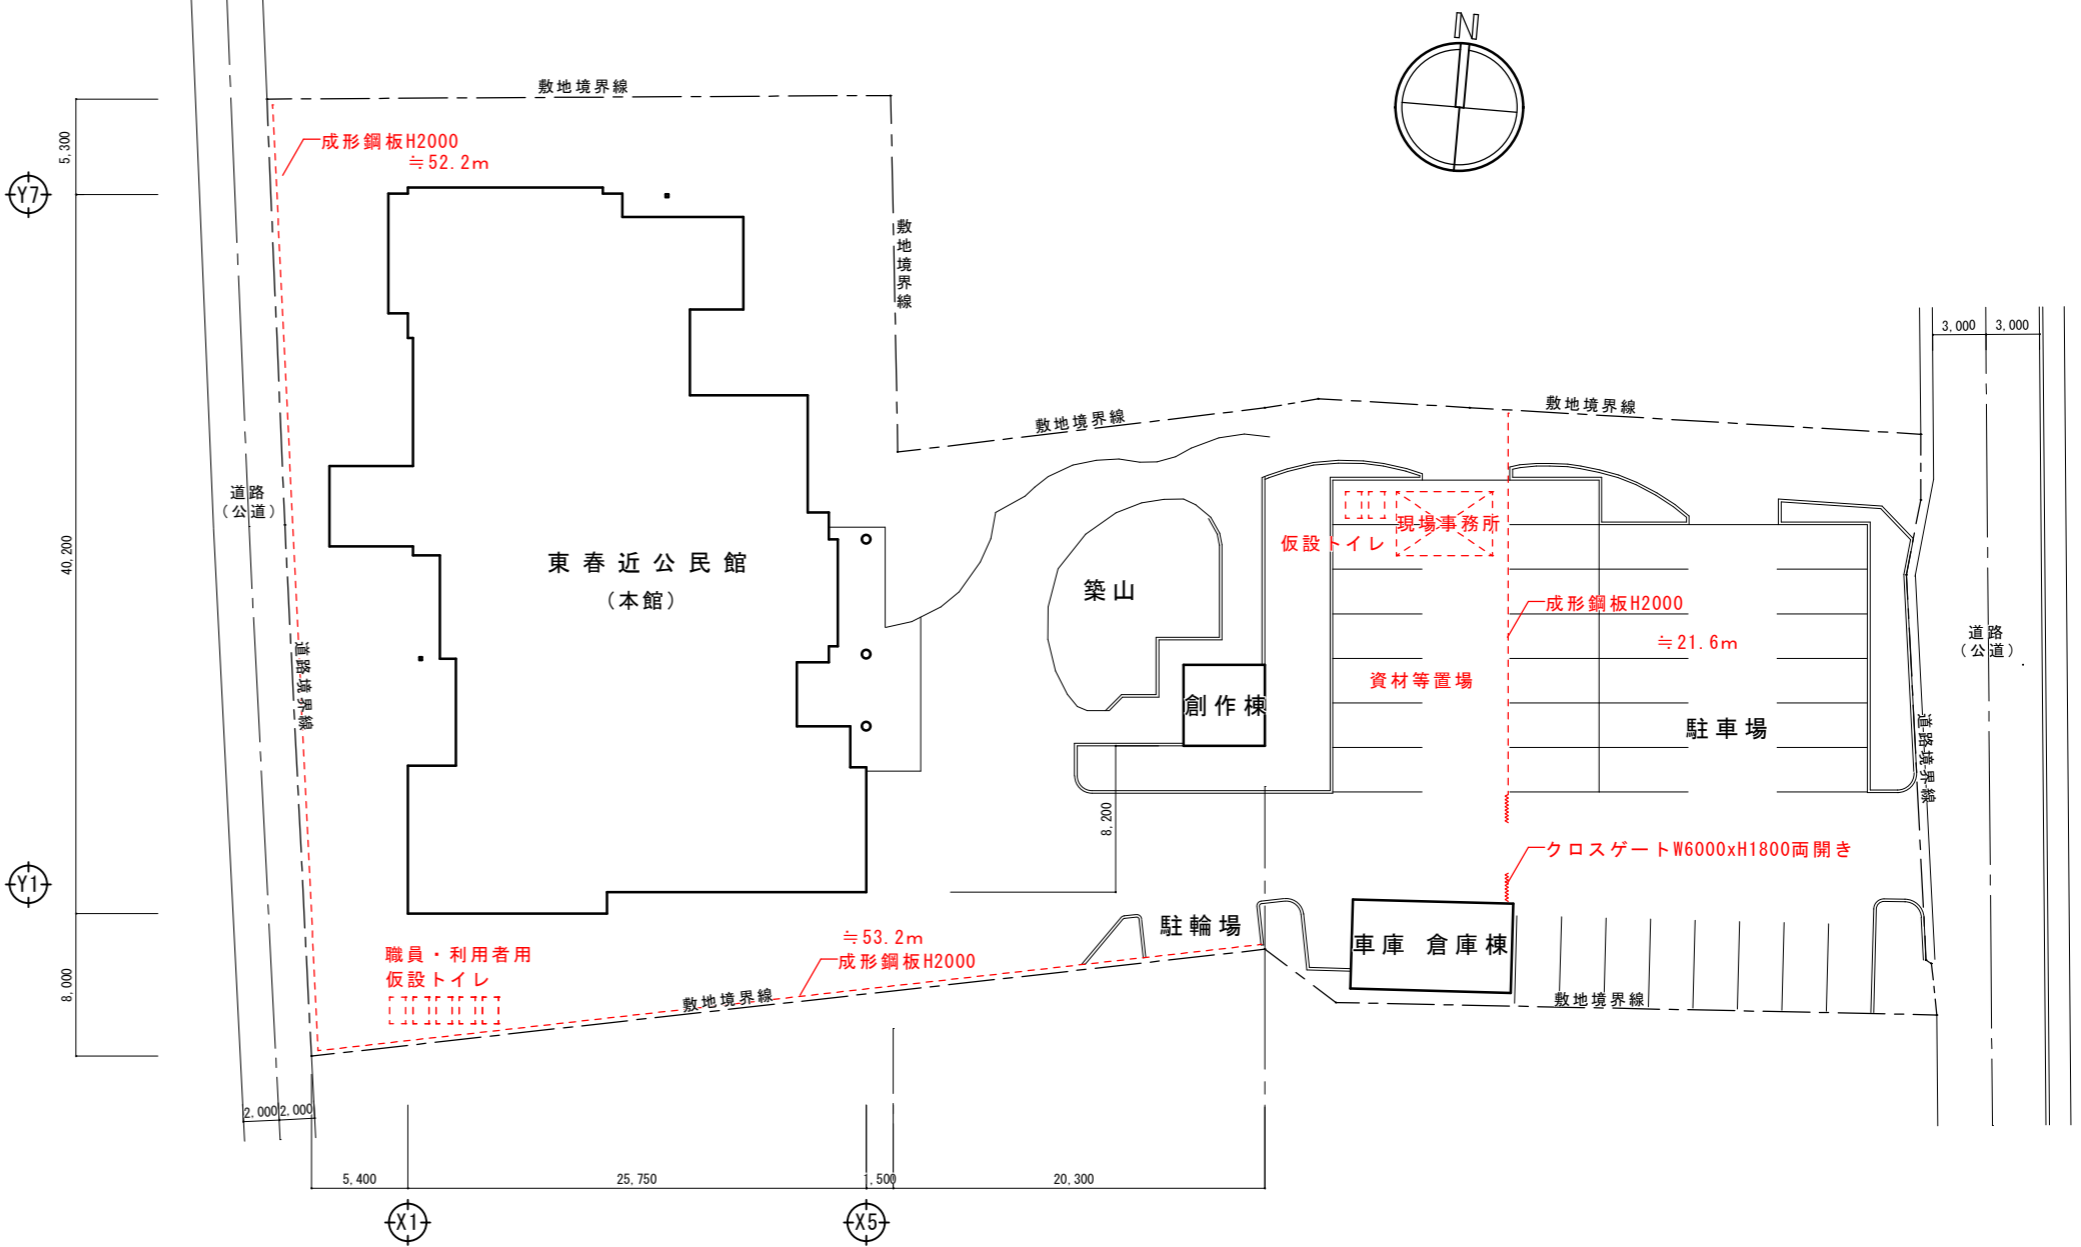 N
敷地境界線
5,300
成形鋼板H2000
≒52.2m
Y7
敷地境界線
3,000
3,000
敷地境界線
敷地境界線
道路
(公道)
現場事務所
仮設トイレ
40,200
東春近公民館
(本館)
築山
成形鋼板H2000
≒21.6m
道路
(公道)
道路境界線
資材等置場
創作棟
駐車場
道路境界線
8,200
クロスゲートW6000xH1800両開き
Y1
駐輪場
≒53.2m
成形鋼板H2000
車庫 倉庫棟
職員・利用者用
仮設トイレ
8,000
敷地境界線
敷地境界線
2,000
2,000
5,400
25,750
1,500
20,300
X1
X5